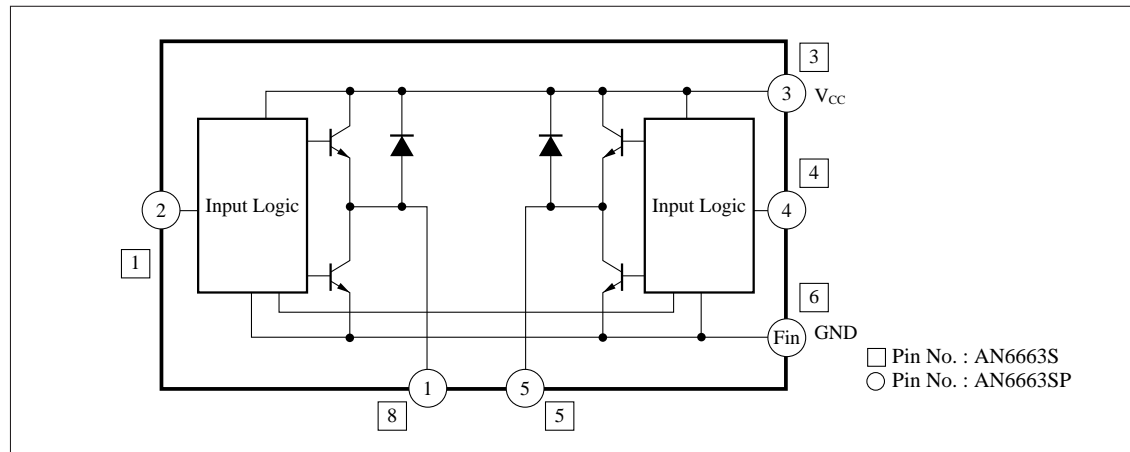 3
3
V_CC
4
Input Logic
Input Logic
2
4
1
6
Fin
GND
□ Pin No. : AN6663S
○ Pin No. : AN6663SP
1
5
8
5